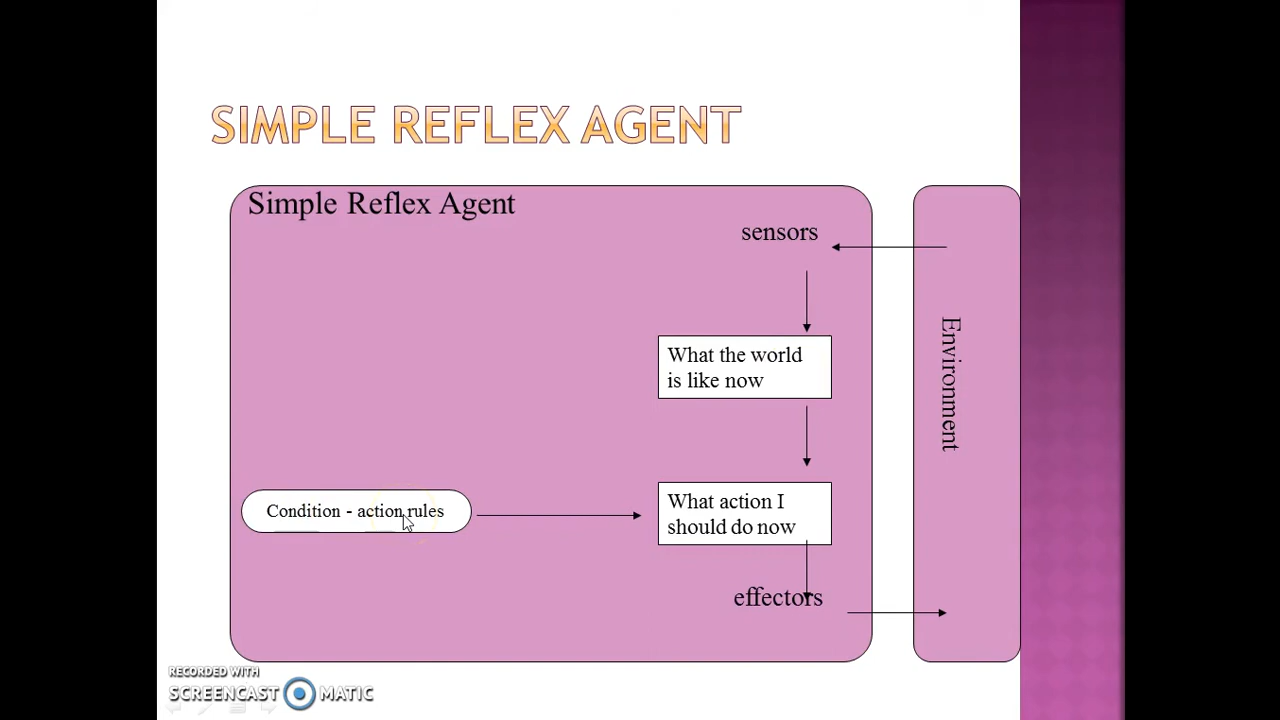 SIMPLE REFLEX AGENT
Simple Reflex Agent
sensors
What the world
is like now
Environment
Condition - action rules
What action I
should do now
effectors
RECORDED WITH
SCREENCAST MATIC